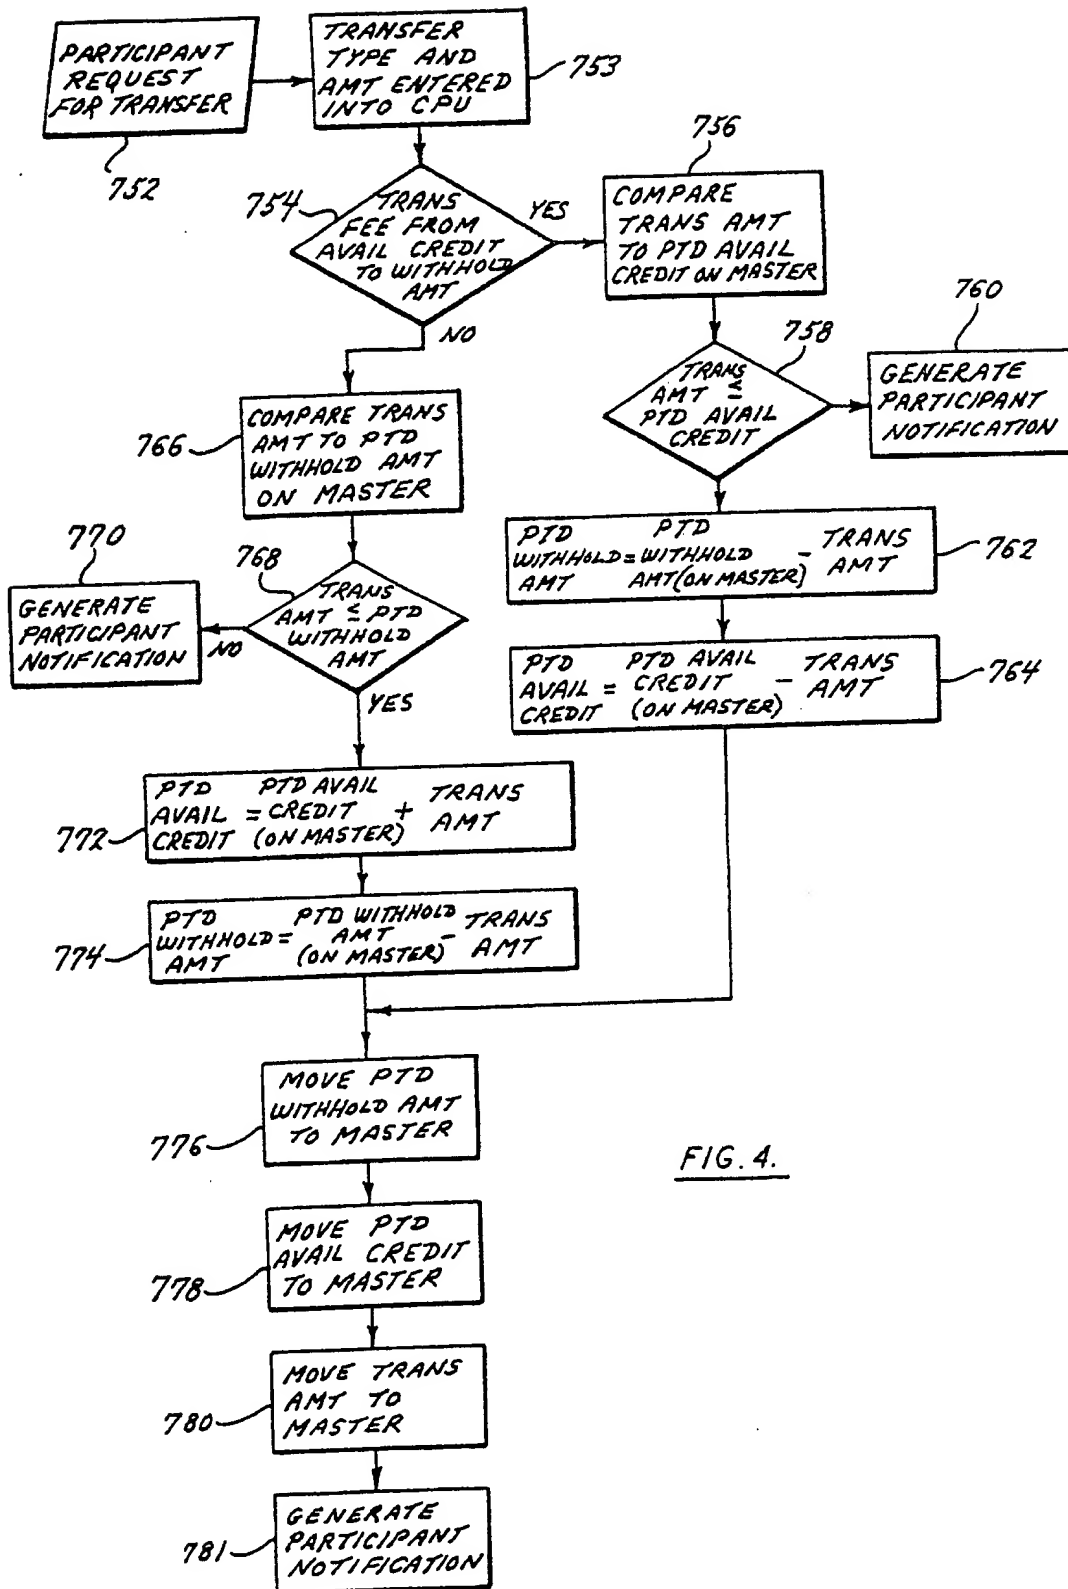 PARTICIPANT
REQUEST
FOR TRANSFER
752
TRANSFER
TYPE AND
AMT ENTERED
INTO CPU
753
754
TRANS
FEE FROM
AVAIL CREDIT
TO WITHHOLD
AMT
YES
NO
756
COMPARE
TRANS AMT
TO PTD AVAIL
CREDIT ON MASTER
758
TRANS
AMT ≤
PTD AVAIL
CREDIT
760
GENERATE
PARTICIPANT
NOTIFICATION
PTD PTD
WITHHOLD = WITHHOLD - TRANS
AMT AMT (ON MASTER) AMT
762
PTD PTD AVAIL TRANS
AVAIL = CREDIT - AMT
CREDIT (ON MASTER)
764
766
COMPARE TRANS
AMT TO PTD
WITHHOLD AMT
ON MASTER
768
TRANS
AMT ≤ PTD
WITHHOLD
AMT
NO
YES
770
GENERATE
PARTICIPANT
NOTIFICATION
PTD PTD AVAIL TRANS
AVAIL = CREDIT + AMT
CREDIT (ON MASTER)
772
PTD PTD WITHHOLD TRANS
WITHHOLD = AMT - AMT
AMT (ON MASTER)
774
MOVE PTD
WITHHOLD AMT
TO MASTER
776
MOVE PTD
AVAIL CREDIT
TO MASTER
778
MOVE TRANS
AMT TO
MASTER
780
GENERATE
PARTICIPANT
NOTIFICATION
781
FIG. 4.